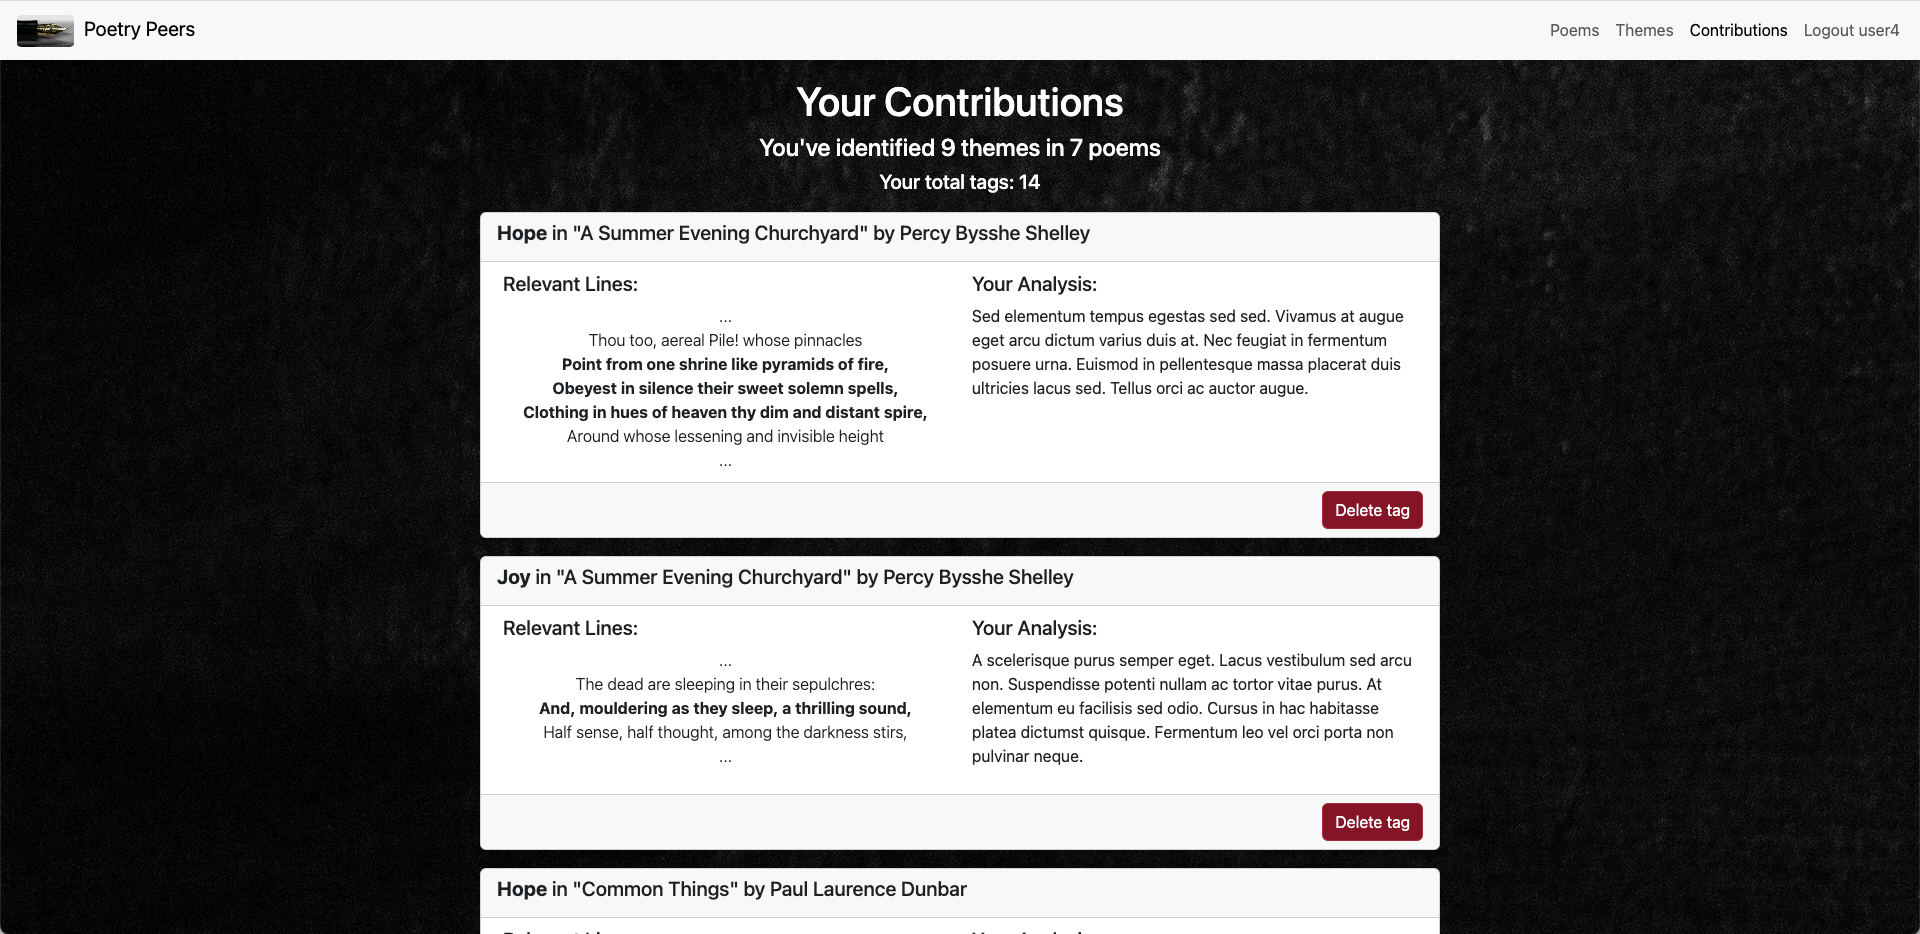 Poetry Peers
Poems Themes Contributions Logout user4
Your Contributions
You've identified 9 themes in 7 poems
Your total tags: 14
Hope in "A Summer Evening Churchyard" by Percy Bysshe Shelley
Relevant Lines:
...
Thou too, aereal Pile! whose pinnacles
Point from one shrine like pyramids of fire,
Obeyest in silence their sweet solemn spells,
Clothing in hues of heaven thy dim and distant spire,
Around whose lessening and invisible height
...
Your Analysis:
Sed elementum tempus egestas sed sed. Vivamus at augue
eget arcu dictum varius duis at. Nec feugiat in fermentum
posuere urna. Euismod in pellentesque massa placerat duis
ultricies lacus sed. Tellus orci ac auctor augue.
Delete tag
Joy in "A Summer Evening Churchyard" by Percy Bysshe Shelley
Relevant Lines:
...
The dead are sleeping in their sepulchres:
And, mouldering as they sleep, a thrilling sound,
Half sense, half thought, among the darkness stirs,
...
Your Analysis:
A scelerisque purus semper eget. Lacus vestibulum sed arcu
non. Suspendisse potenti nullam ac tortor vitae purus. At
elementum eu facilisis sed odio. Cursus in hac habitasse
platea dictumst quisque. Fermentum leo vel orci porta non
pulvinar neque.
Delete tag
Hope in "Common Things" by Paul Laurence Dunbar